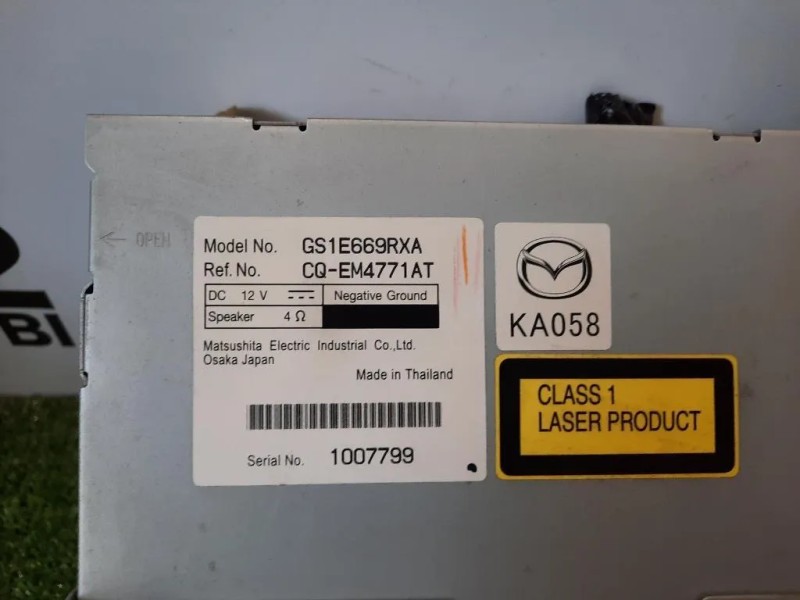 ← OPEN
Model No. GS1E669RXA
Ref. No. CQ-EM4771AT
DC 12 V Negative Ground
Speaker 4 Ω
Matsushita Electric Industrial Co.,Ltd.
Osaka Japan
Made in Thailand
Serial No. 1007799
KA058
CLASS 1
LASER PRODUCT
BI